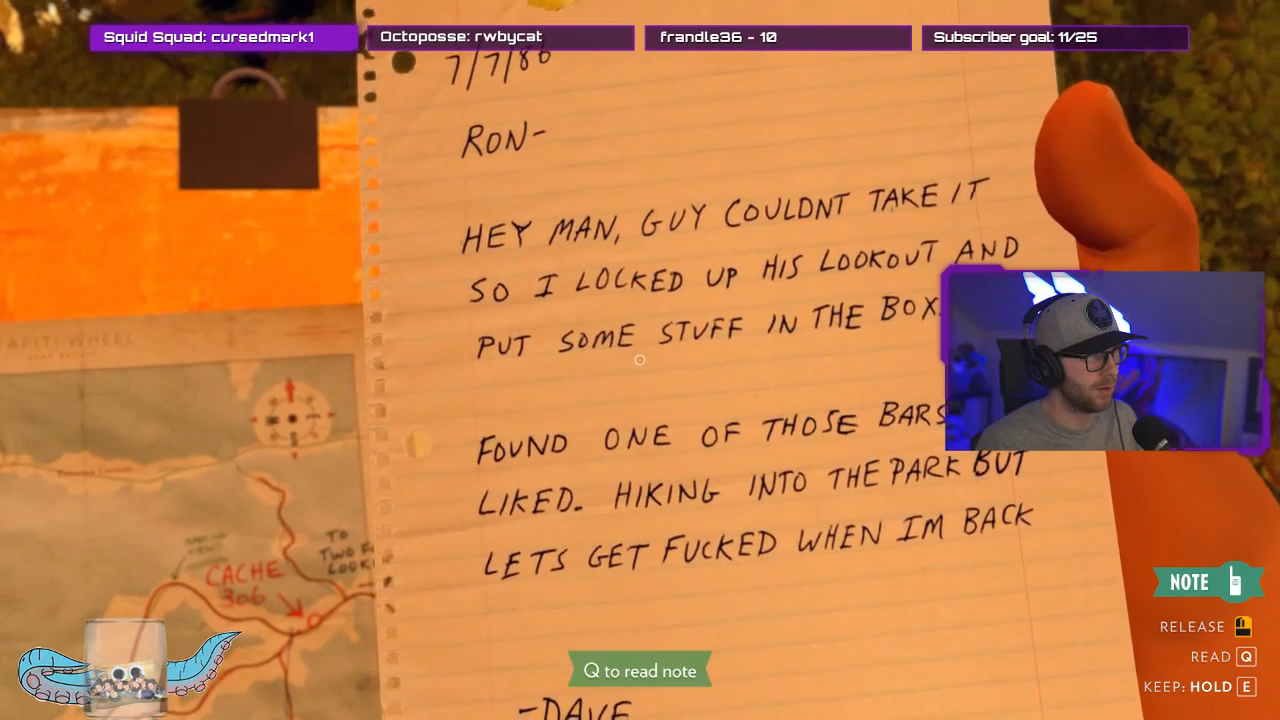 Squid Squad: cursedmark1
Octoposse: rwbycat
frandle36 - 10
Subscriber goal: 11/25
7/7/86
RON-
HEY MAN, GUY COULDNT TAKE IT
SO I LOCKED UP HIS LOOKOUT AND
PUT SOME STUFF IN THE BOX
FOUND ONE OF THOSE BARS
LIKED. HIKING INTO THE PARK BUT
LETS GET FUCKED WHEN IM BACK
-DAVE
WHEEL
CACHE
306
TO
TWO
Q to read note
NOTE
RELEASE
READ Q
KEEP: HOLD E